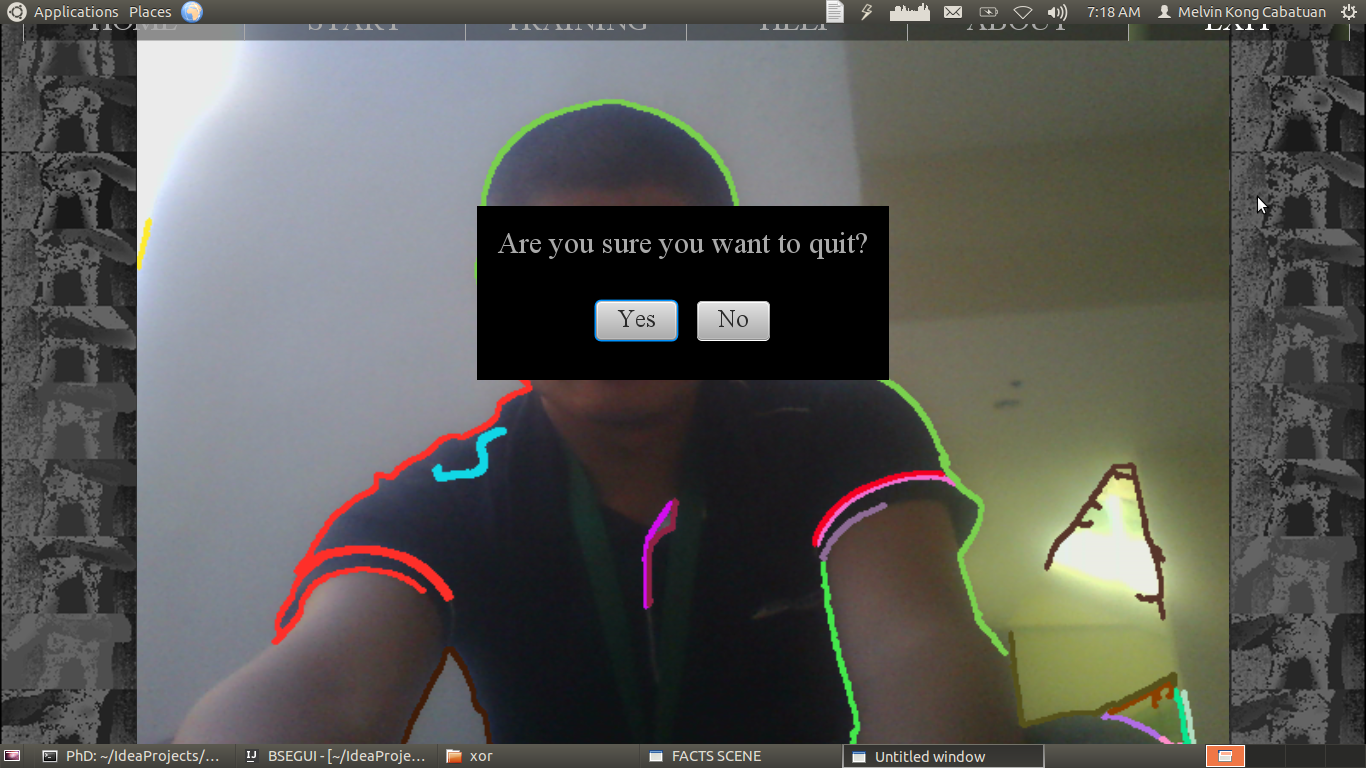 Applications Places 7:18 AM Melvin Kong Cabatuan
HOME START TRAINING HELP ABOUT EXIT
Are you sure you want to quit?
Yes No
PhD: ~/IdeaProjects/... BSEGUI - [~/IdeaProje... xor FACTS SCENE Untitled window